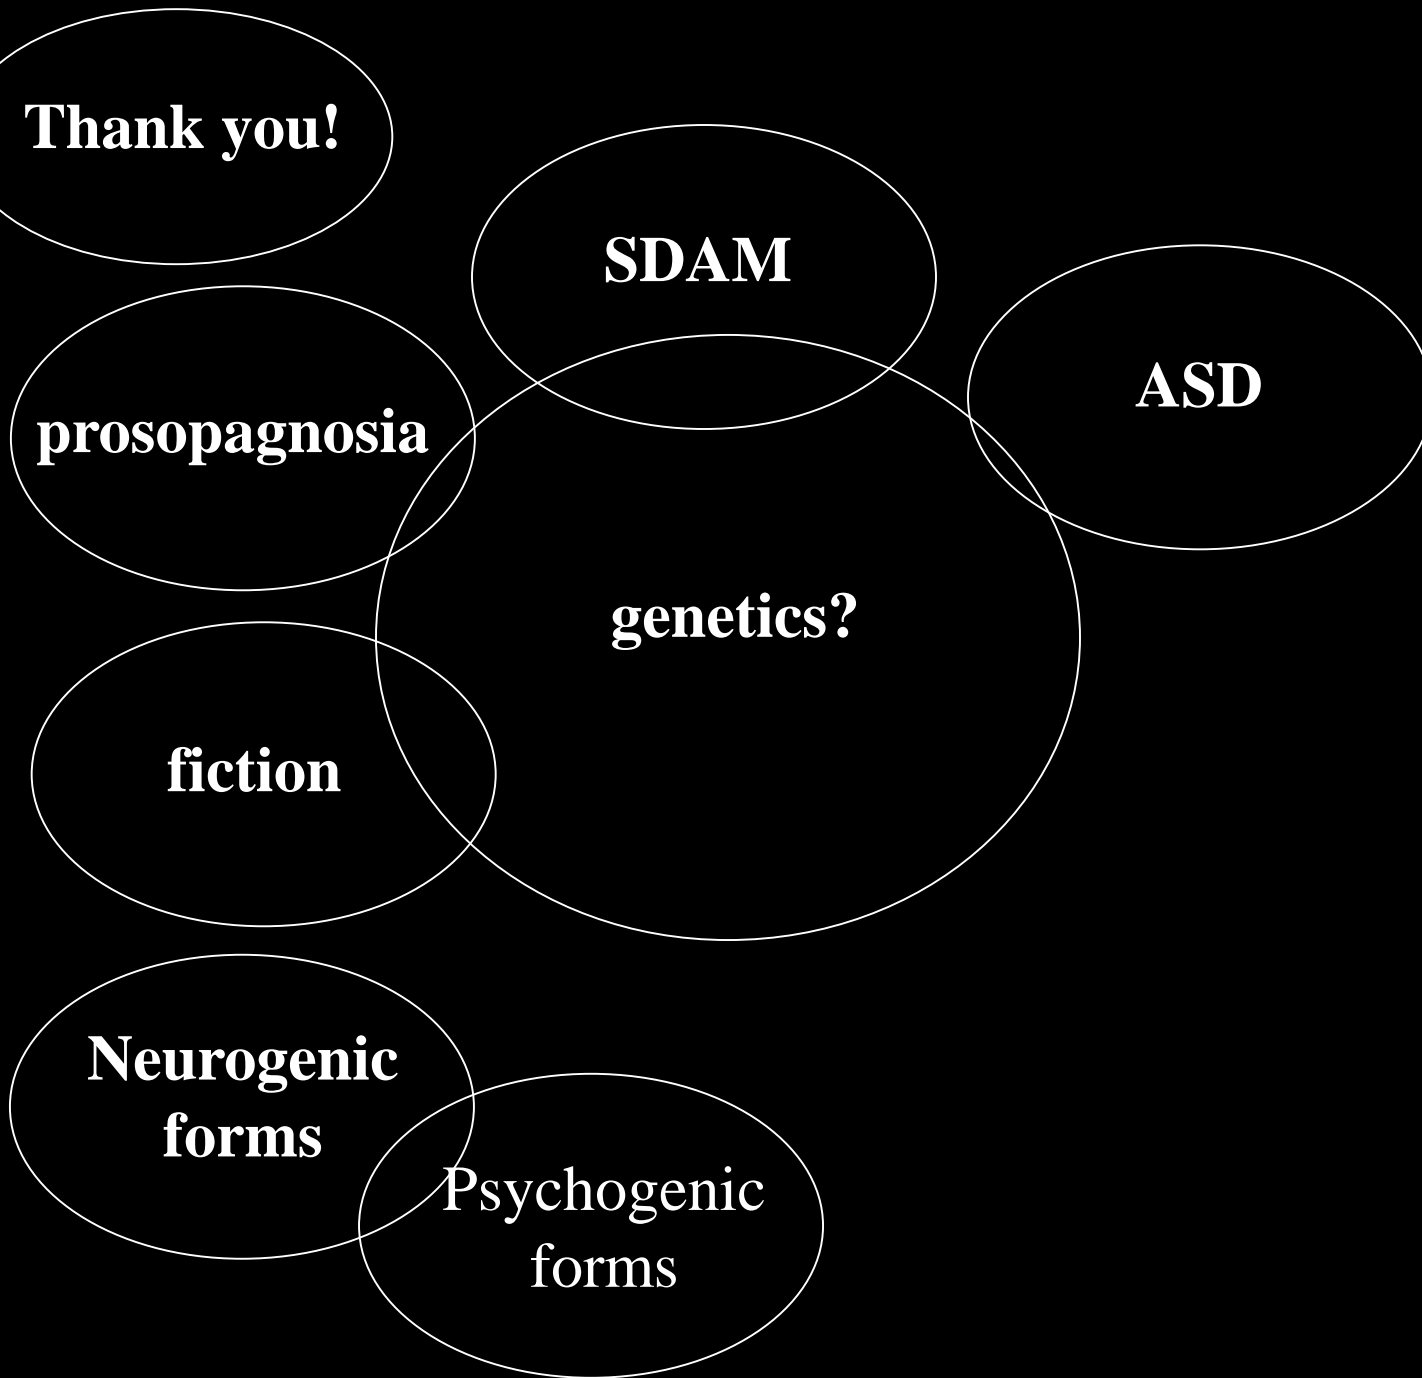 Thank you!
SDAM
ASD
prosopagnosia
genetics?
fiction
Neurogenic
forms
Psychogenic
forms